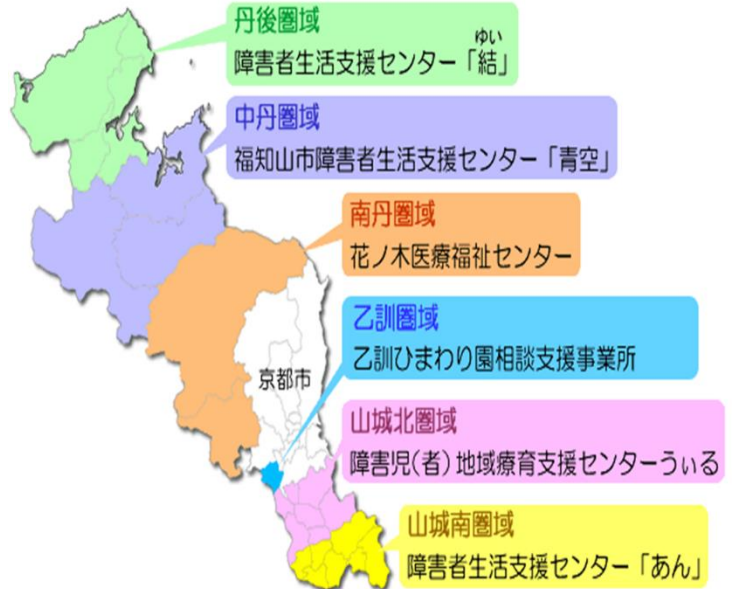 丹後圏域
ゆい
障害者生活支援センター「結」
中丹圏域
福知山市障害者生活支援センター「青空」
南丹圏域
花ノ木医療福祉センター
乙訓圏域
乙訓ひまわり園相談支援事業所
京都市
山城北圏域
障害児(者)地域療育支援センターうぃる
山城南圏域
障害者生活支援センター「あん」